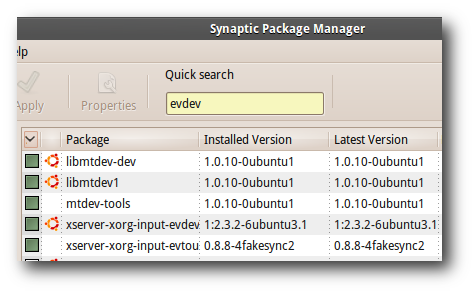 Synaptic Package Manager
elp
Quick search
Apply
Properties
evdev
Package Installed Version Latest Version
libmtdev-dev 1.0.10-0ubuntu1 1.0.10-0ubuntu1
libmtdev1 1.0.10-0ubuntu1 1.0.10-0ubuntu1
mtdev-tools 1.0.10-0ubuntu1 1.0.10-0ubuntu1
xserver-xorg-input-evdev 1:2.3.2-6ubuntu3.1 1:2.3.2-6ubuntu3.1
xserver-xorg-input-evtou 0.8.8-4fakesync2 0.8.8-4fakesync2